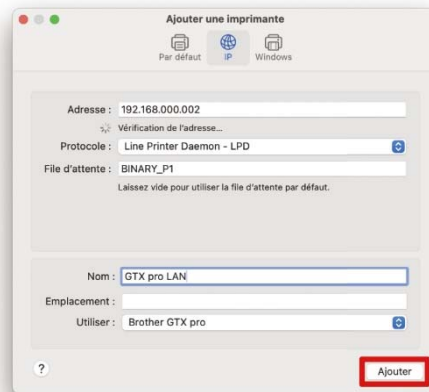 Ajouter une imprimante
Par défaut IP Windows
Adresse : 192.168.000.002
Vérification de l'adresse...
Protocole : Line Printer Daemon - LPD
File d'attente : BINARY_P1
Laissez vide pour utiliser la file d'attente par défaut.
Nom : GTX pro LAN
Emplacement :
Utiliser : Brother GTX pro
? Ajouter